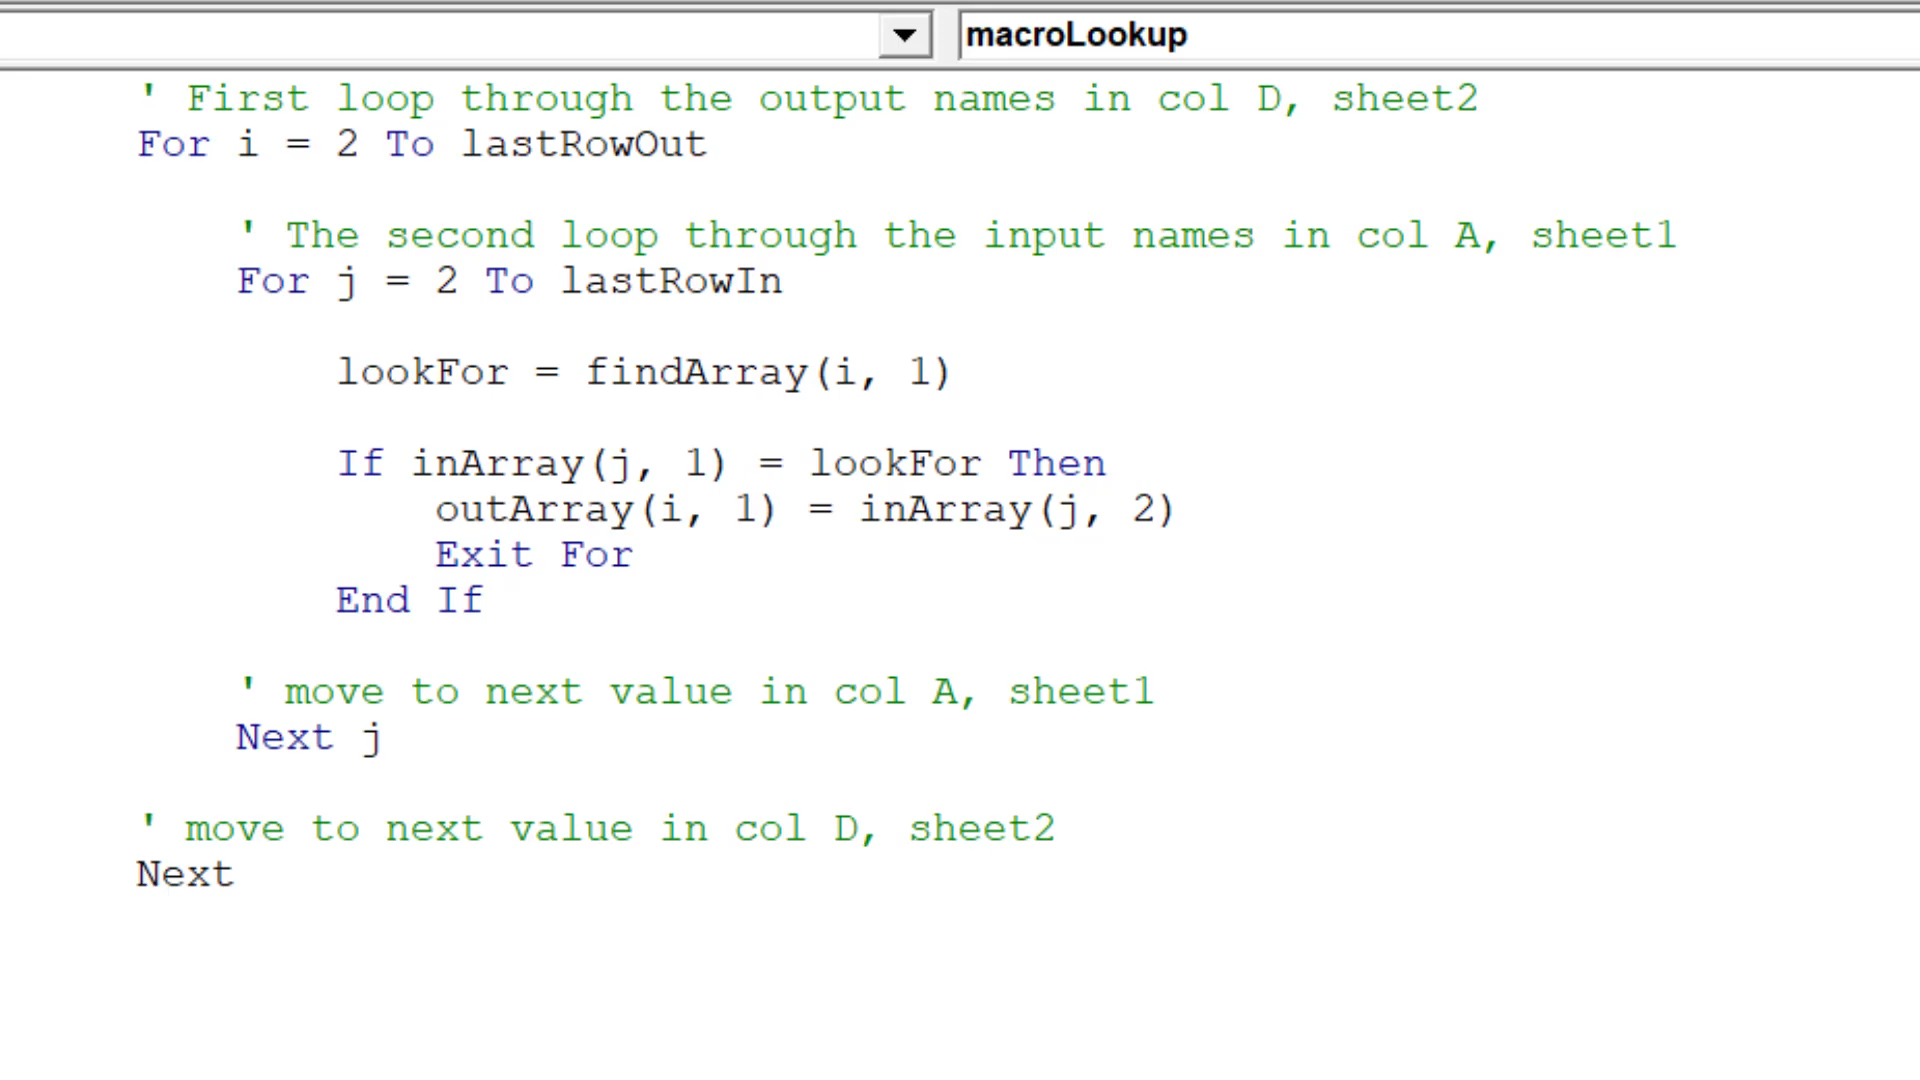 macroLookup
' First loop through the output names in col D, sheet2
For i = 2 To lastRowOut
' The second loop through the input names in col A, sheet1
For j = 2 To lastRowIn
lookFor = findArray(i, 1)
If inArray(j, 1) = lookFor Then
outArray(i, 1) = inArray(j, 2)
Exit For
End If
' move to next value in col A, sheet1
Next j
' move to next value in col D, sheet2
Next